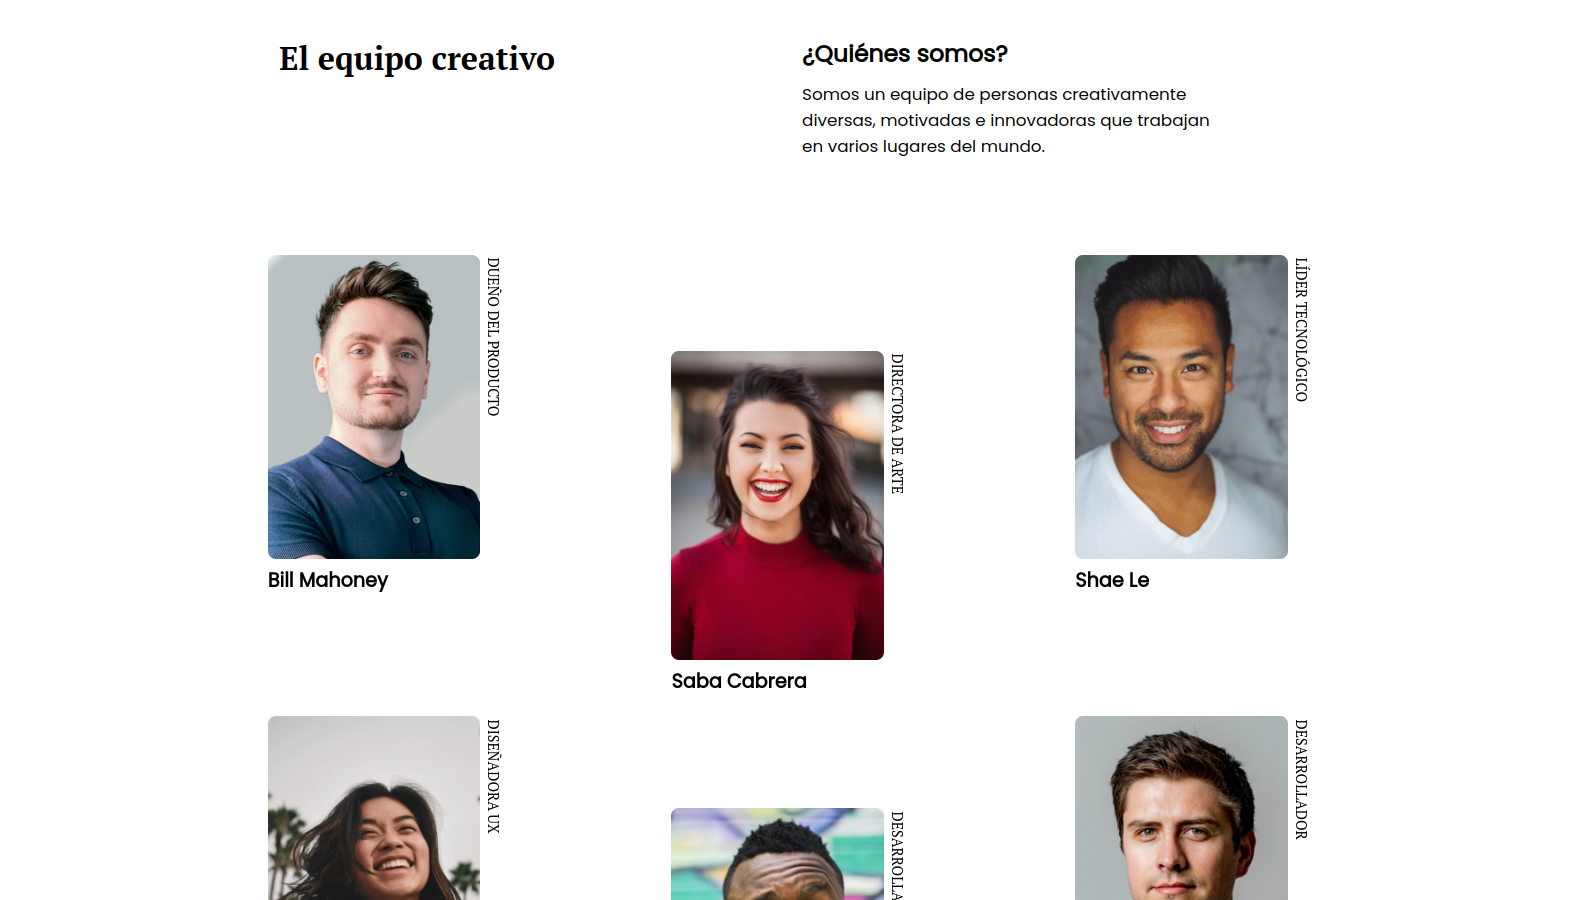 El equipo creativo
¿Quiénes somos?
Somos un equipo de personas creativamente
diversas, motivadas e innovadoras que trabajan
en varios lugares del mundo.
DUEÑO DEL PRODUCTO
Bill Mahoney
DIRECTORA DE ARTE
Saba Cabrera
LÍDER TECNOLÓGICO
Shae Le
DISEÑADORA UX
DESARROLLADOR